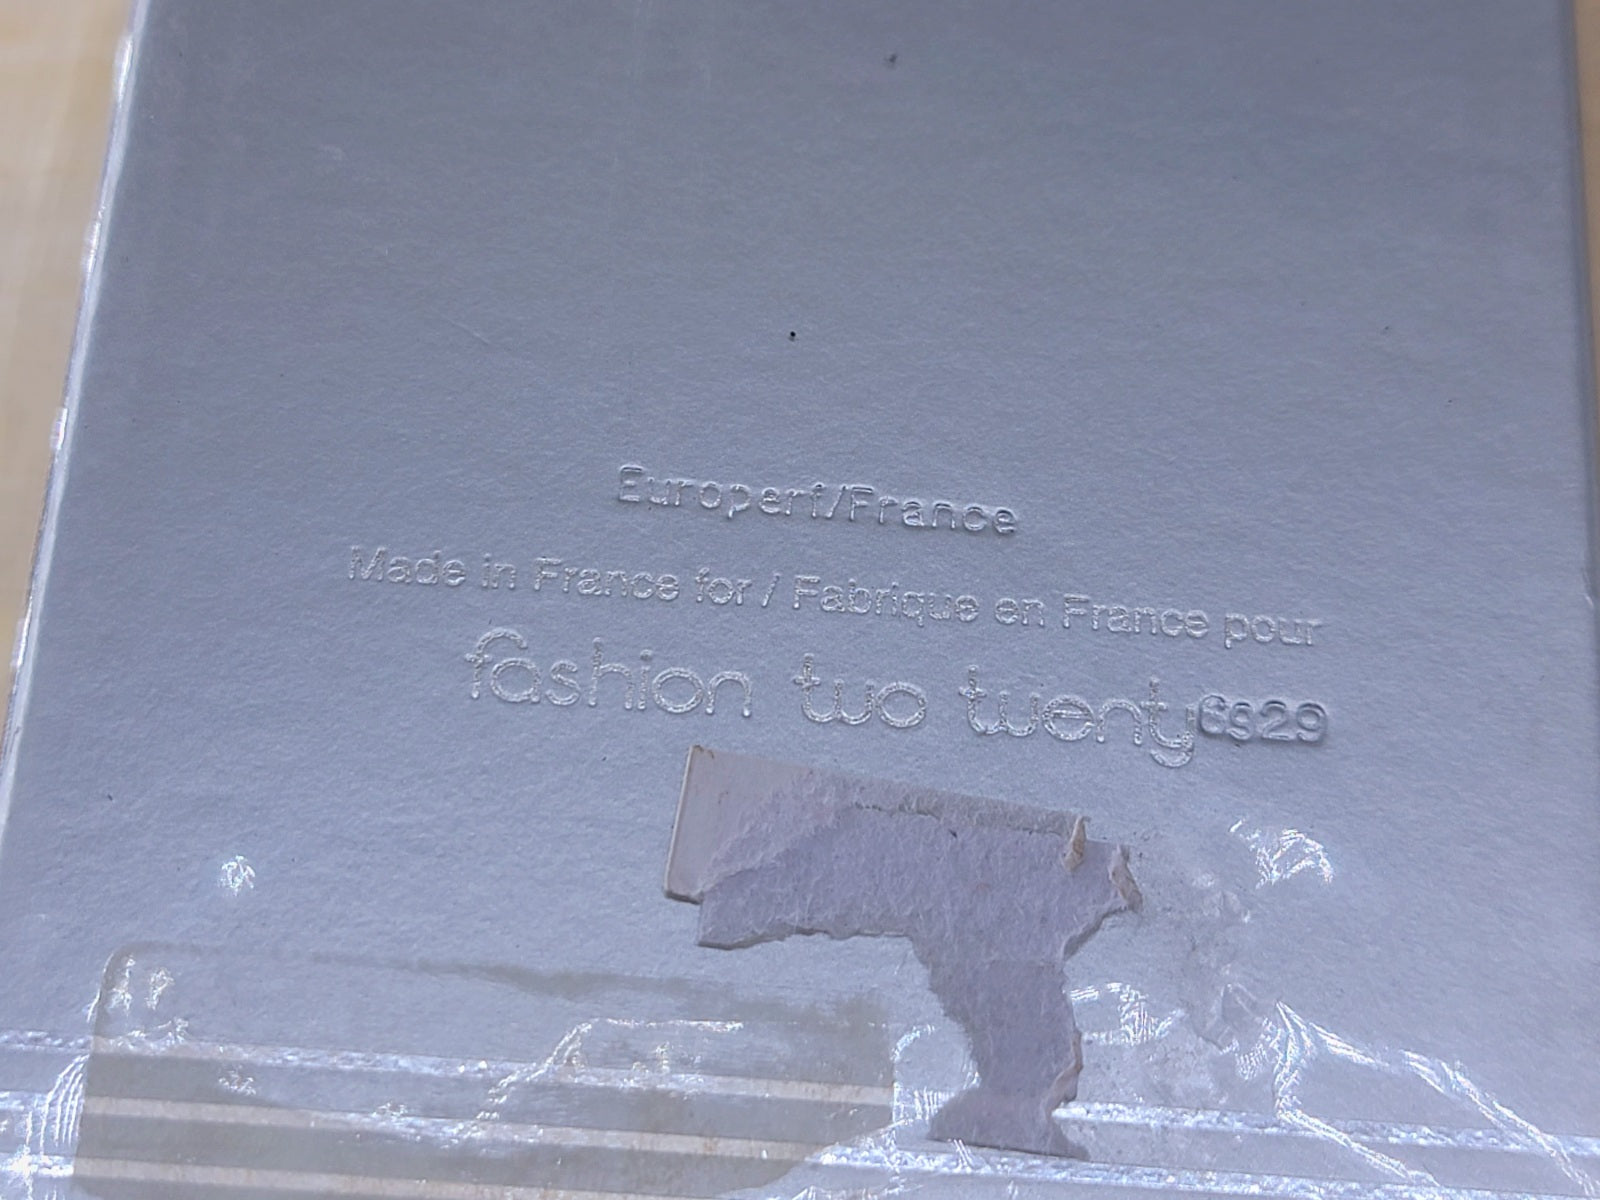 Europerf/France
Made in France for / Fabrique en France pour
fashion two twenty 6929